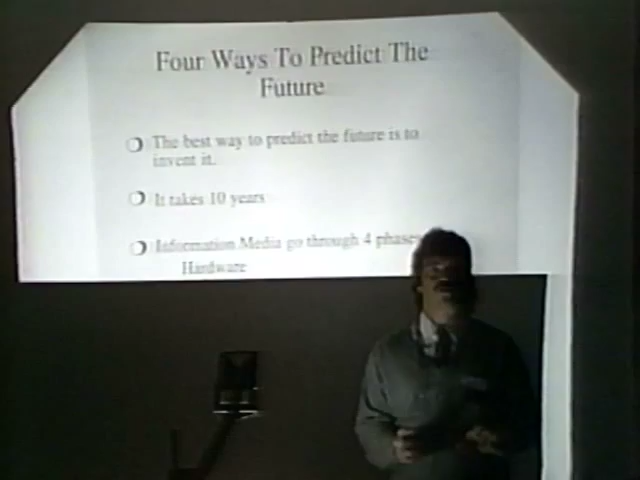 Four Ways To Predict The
Future
The best way to predict the future is to
invent it.
It takes 10 years
Information Media go through 4 phases
Hardware